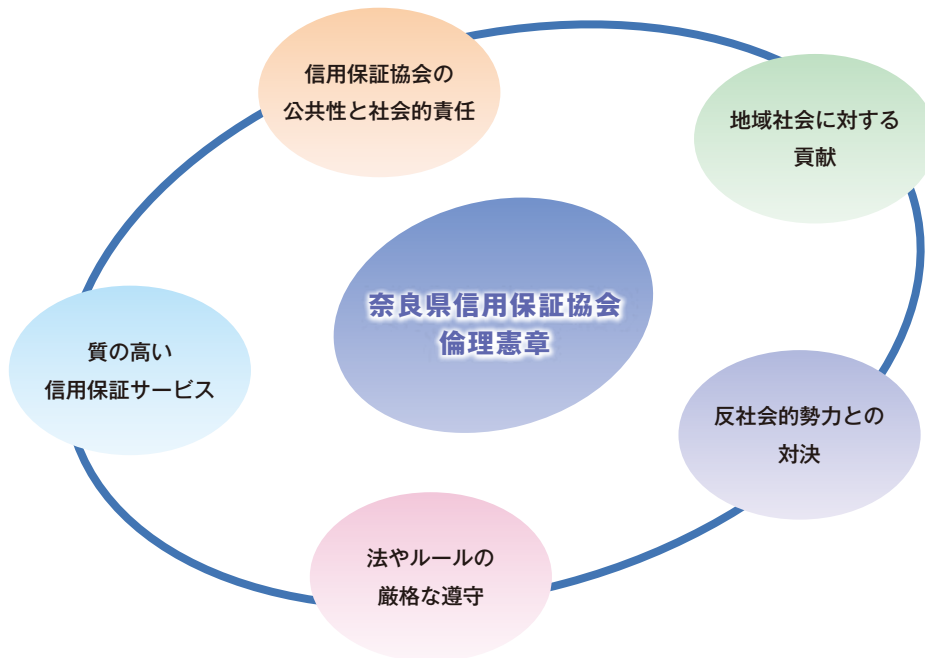 信用保証協会の
公共性と社会的責任
地域社会に対する
貢献
奈良県信用保証協会
倫理憲章
質の高い
信用保証サービス
反社会的勢力との
対決
法やルールの
厳格な遵守